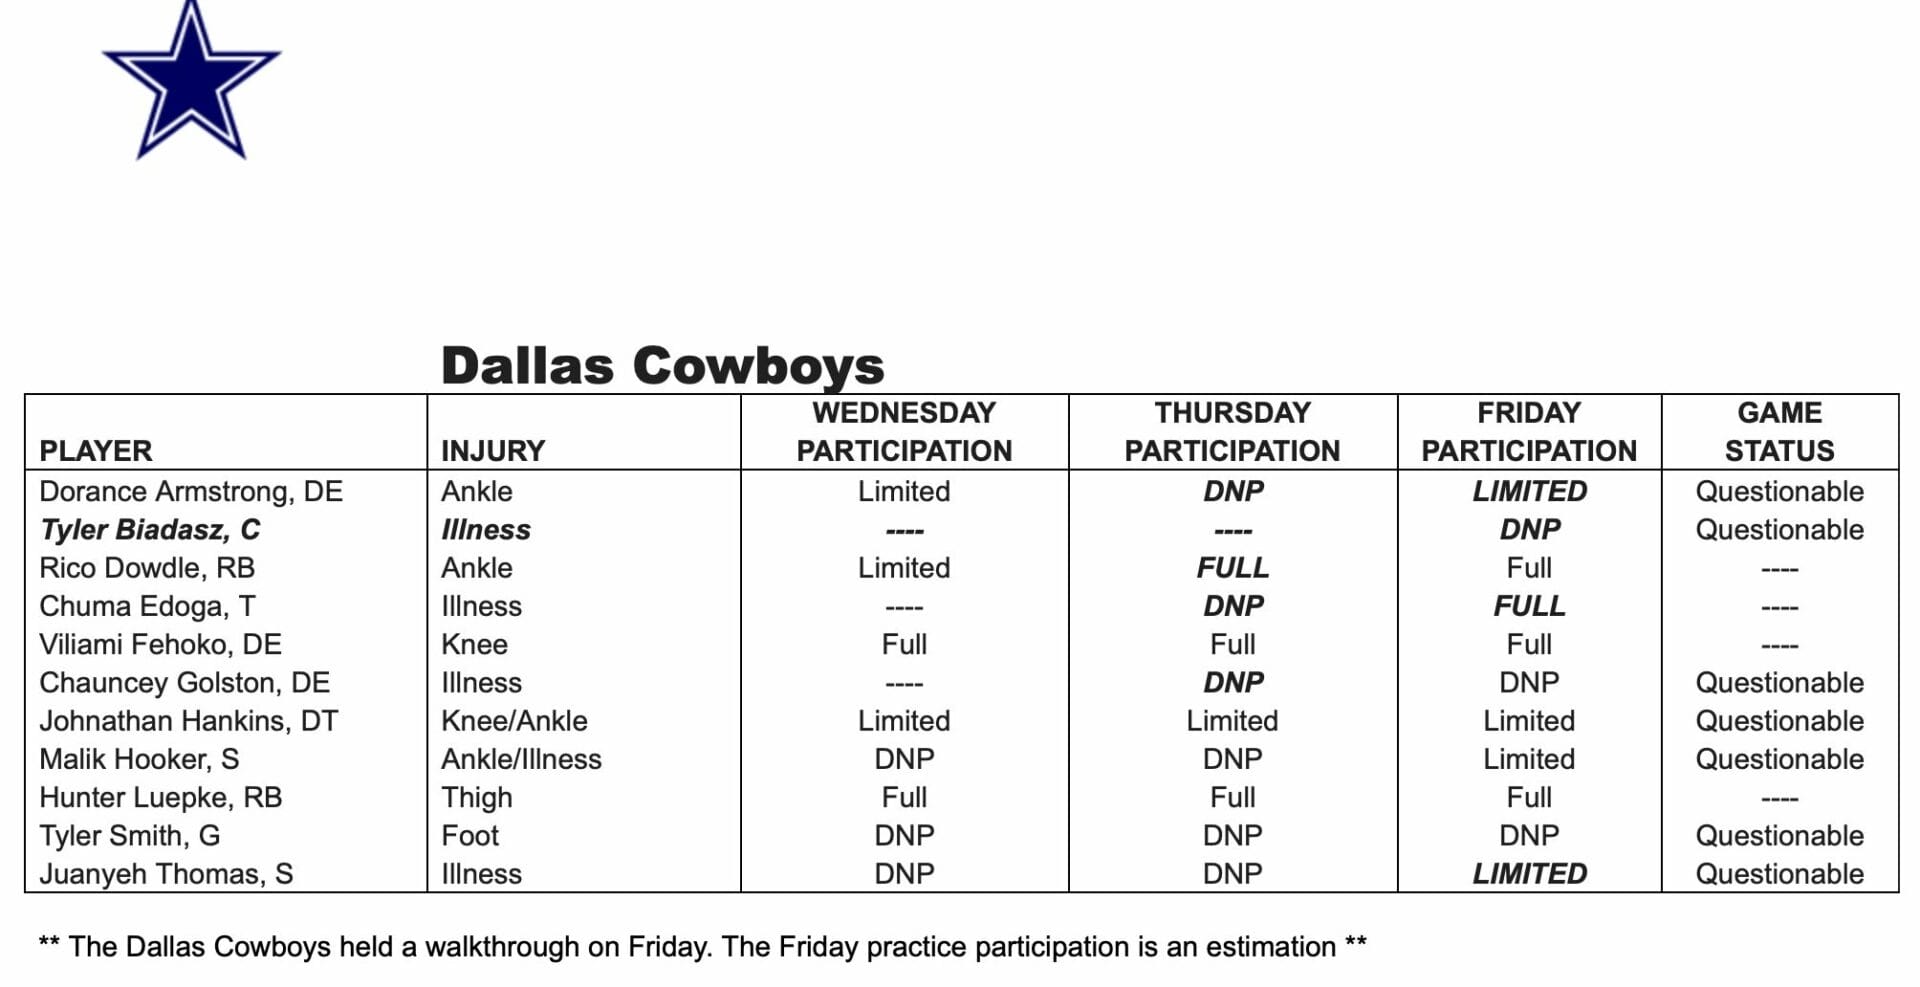 Dallas Cowboys
WEDNESDAY THURSDAY FRIDAY GAME
PLAYER INJURY PARTICIPATION PARTICIPATION PARTICIPATION STATUS
Dorance Armstrong, DE Ankle Limited DNP LIMITED Questionable
Tyler Biadasz, C Illness ---- ---- DNP Questionable
Rico Dowdle, RB Ankle Limited FULL Full ----
Chuma Edoga, T Illness ---- DNP FULL ----
Viliami Fehoko, DE Knee Full Full Full ----
Chauncey Golston, DE Illness ---- DNP DNP Questionable
Johnathan Hankins, DT Knee/Ankle Limited Limited Limited Questionable
Malik Hooker, S Ankle/Illness DNP DNP Limited Questionable
Hunter Luepke, RB Thigh Full Full Full ----
Tyler Smith, G Foot DNP DNP DNP Questionable
Juanyeh Thomas, S Illness DNP DNP LIMITED Questionable
** The Dallas Cowboys held a walkthrough on Friday. The Friday practice participation is an estimation **